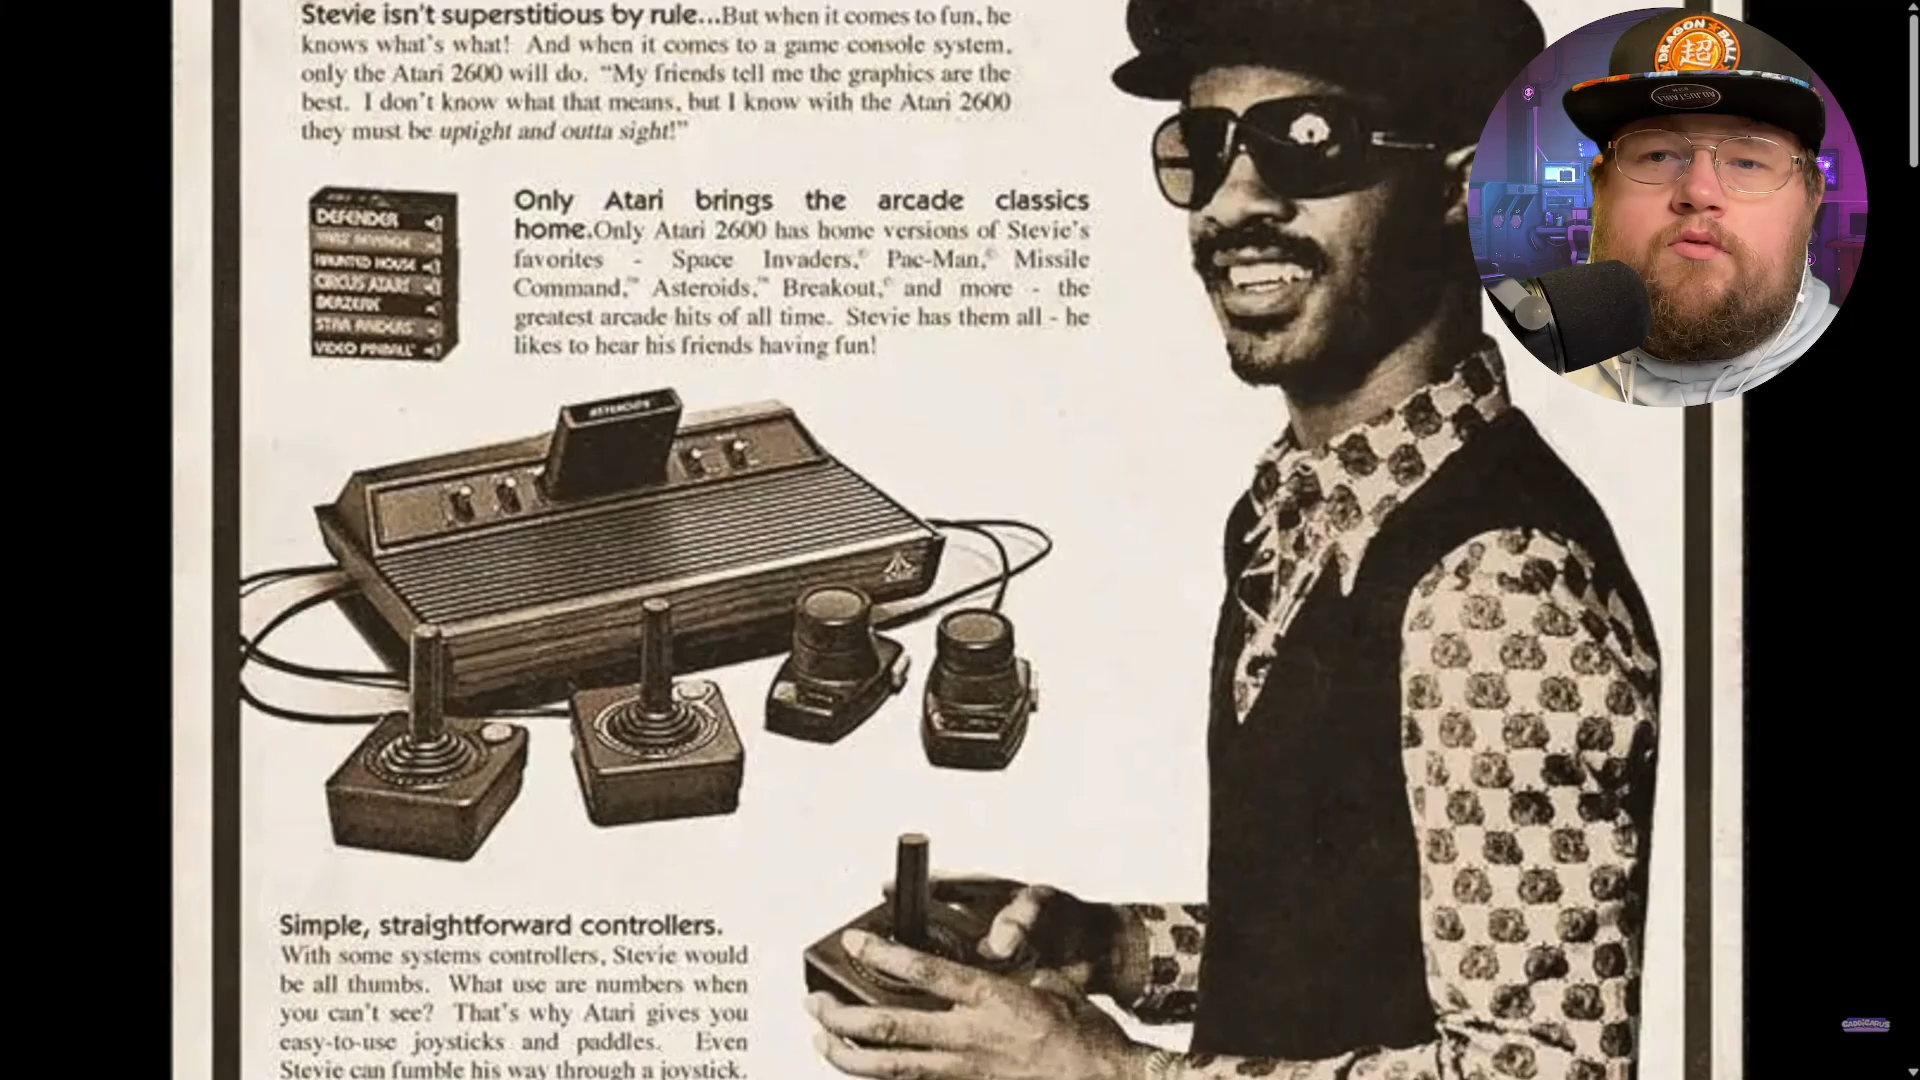 Stevie isn't superstitious by rule...But when it comes to fun, he
knows what's what! And when it comes to a game console system,
only the Atari 2600 will do. "My friends tell me the graphics are the
best. I don't know what that means, but I know with the Atari 2600
they must be uptight and outta sight!"
DEFENDER
HAUNTED HOUSE
CIRCUS ATARI
BERZERK
STAR RAIDERS
VIDEO PINBALL
Only Atari brings the arcade classics
home.Only Atari 2600 has home versions of Stevie's
favorites - Space Invaders,® Pac-Man,® Missile
Command,™ Asteroids,™ Breakout,® and more - the
greatest arcade hits of all time. Stevie has them all - he
likes to hear his friends having fun!
ASTEROIDS
Simple, straightforward controllers.
With some systems controllers, Stevie would
be all thumbs. What use are numbers when
you can't see? That's why Atari gives you
easy-to-use joysticks and paddles. Even
Stevie can fumble his way through a joystick.
DRAGON BALL
超
CADDICARUS